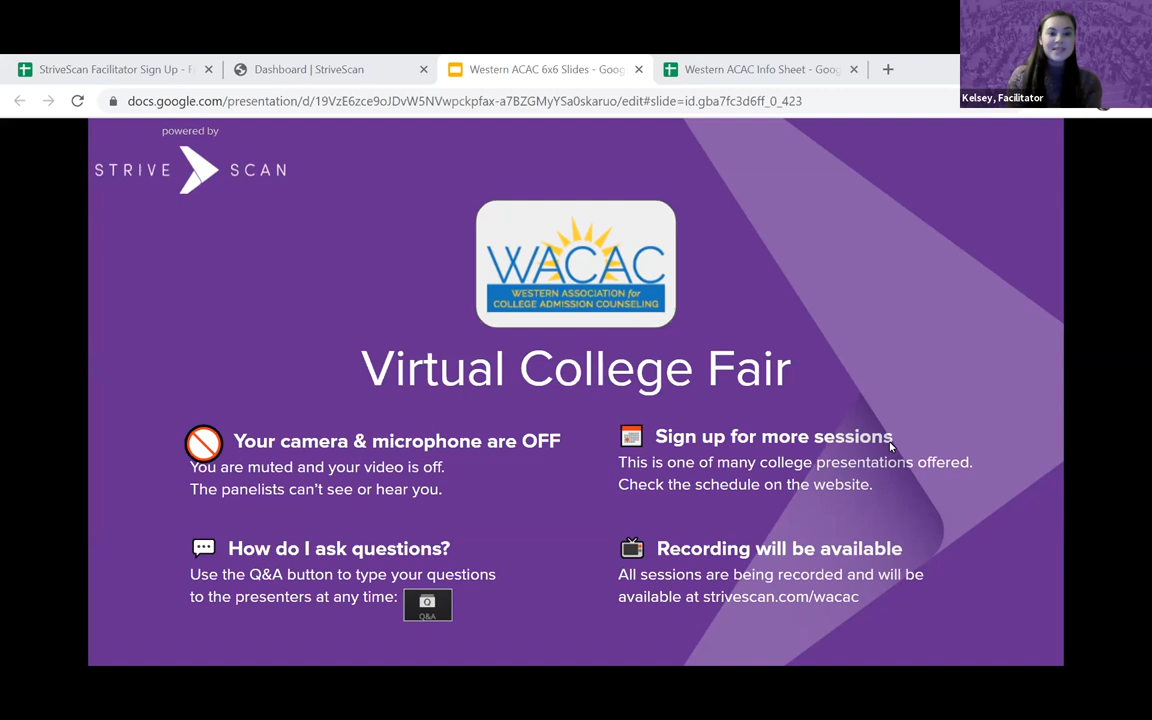 StriveScan Facilitator Sign Up - F
Dashboard | StriveScan
Western ACAC 6x6 Slides - Goog
Western ACAC Info Sheet - Goog
docs.google.com/presentation/d/19VzE6zce9oJDvW5NVwpckpfax-a7BZGMyYSa0skaruo/edit#slide=id.gba7fc3d6ff_0_423
Kelsey, Facilitator
powered by
STRIVE SCAN
WACAC
WESTERN ASSOCIATION for
COLLEGE ADMISSION COUNSELING
Virtual College Fair
Your camera & microphone are OFF
You are muted and your video is off.
The panelists can't see or hear you.
Sign up for more sessions
This is one of many college presentations offered.
Check the schedule on the website.
How do I ask questions?
Use the Q&A button to type your questions
to the presenters at any time:
Q&A
Recording will be available
All sessions are being recorded and will be
available at strivescan.com/wacac